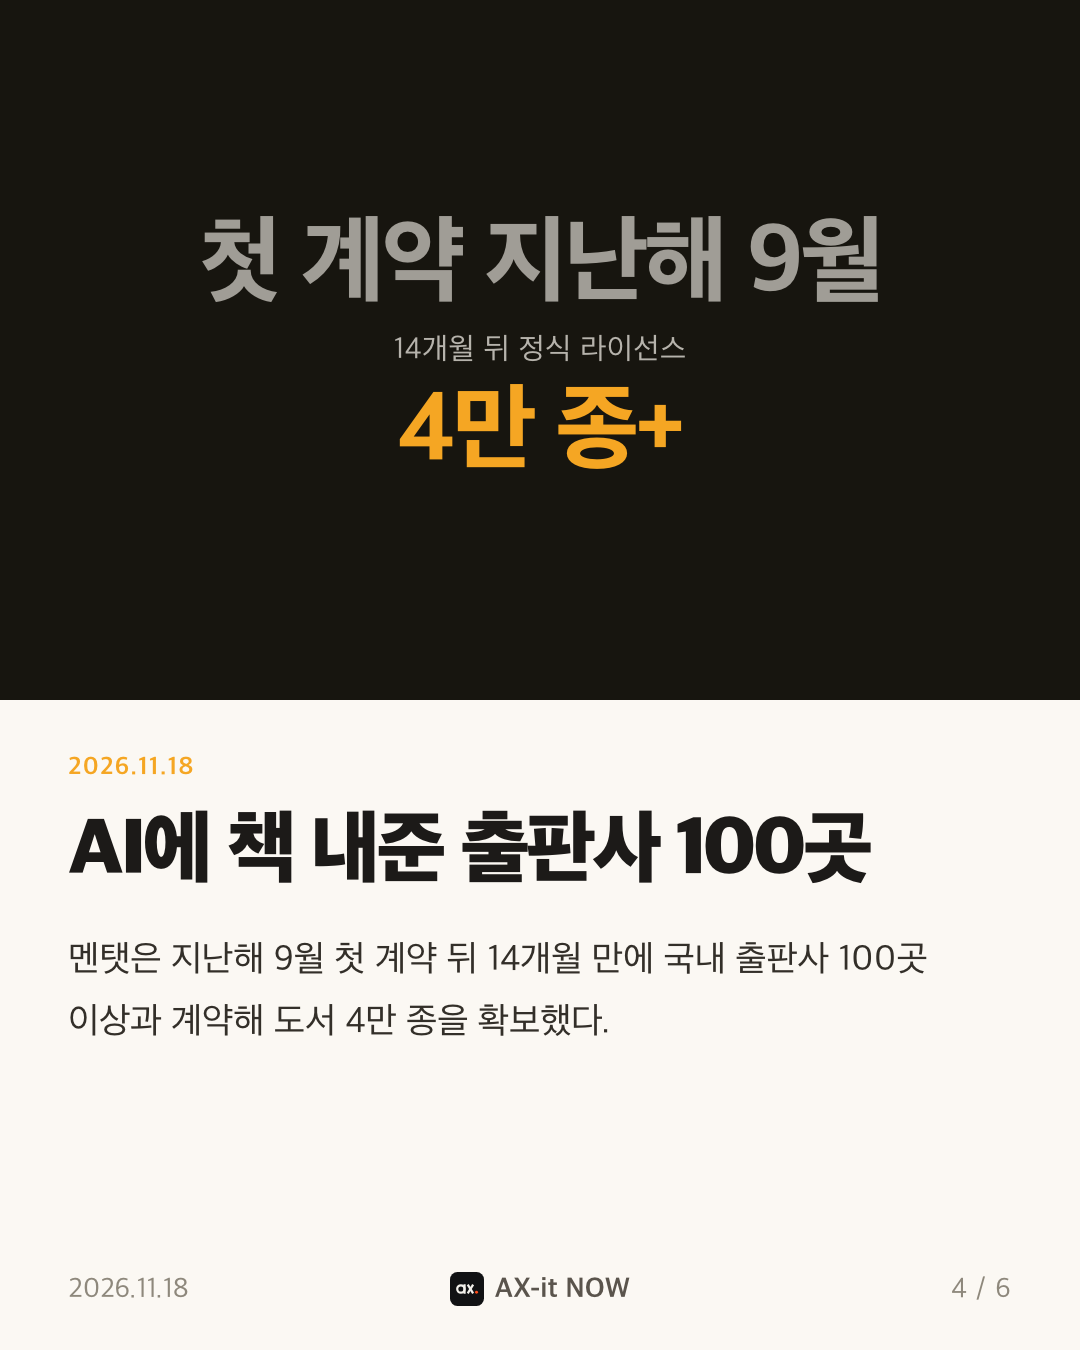 첫 계약 지난해 9월
14개월 뒤 정식 라이선스
4만 종+
2026.11.18
AI에 책 내준 출판사 100곳
멘탯은 지난해 9월 첫 계약 뒤 14개월 만에 국내 출판사 100곳
이상과 계약해 도서 4만 종을 확보했다.
2026.11.18
ax. AX-it NOW
4 / 6